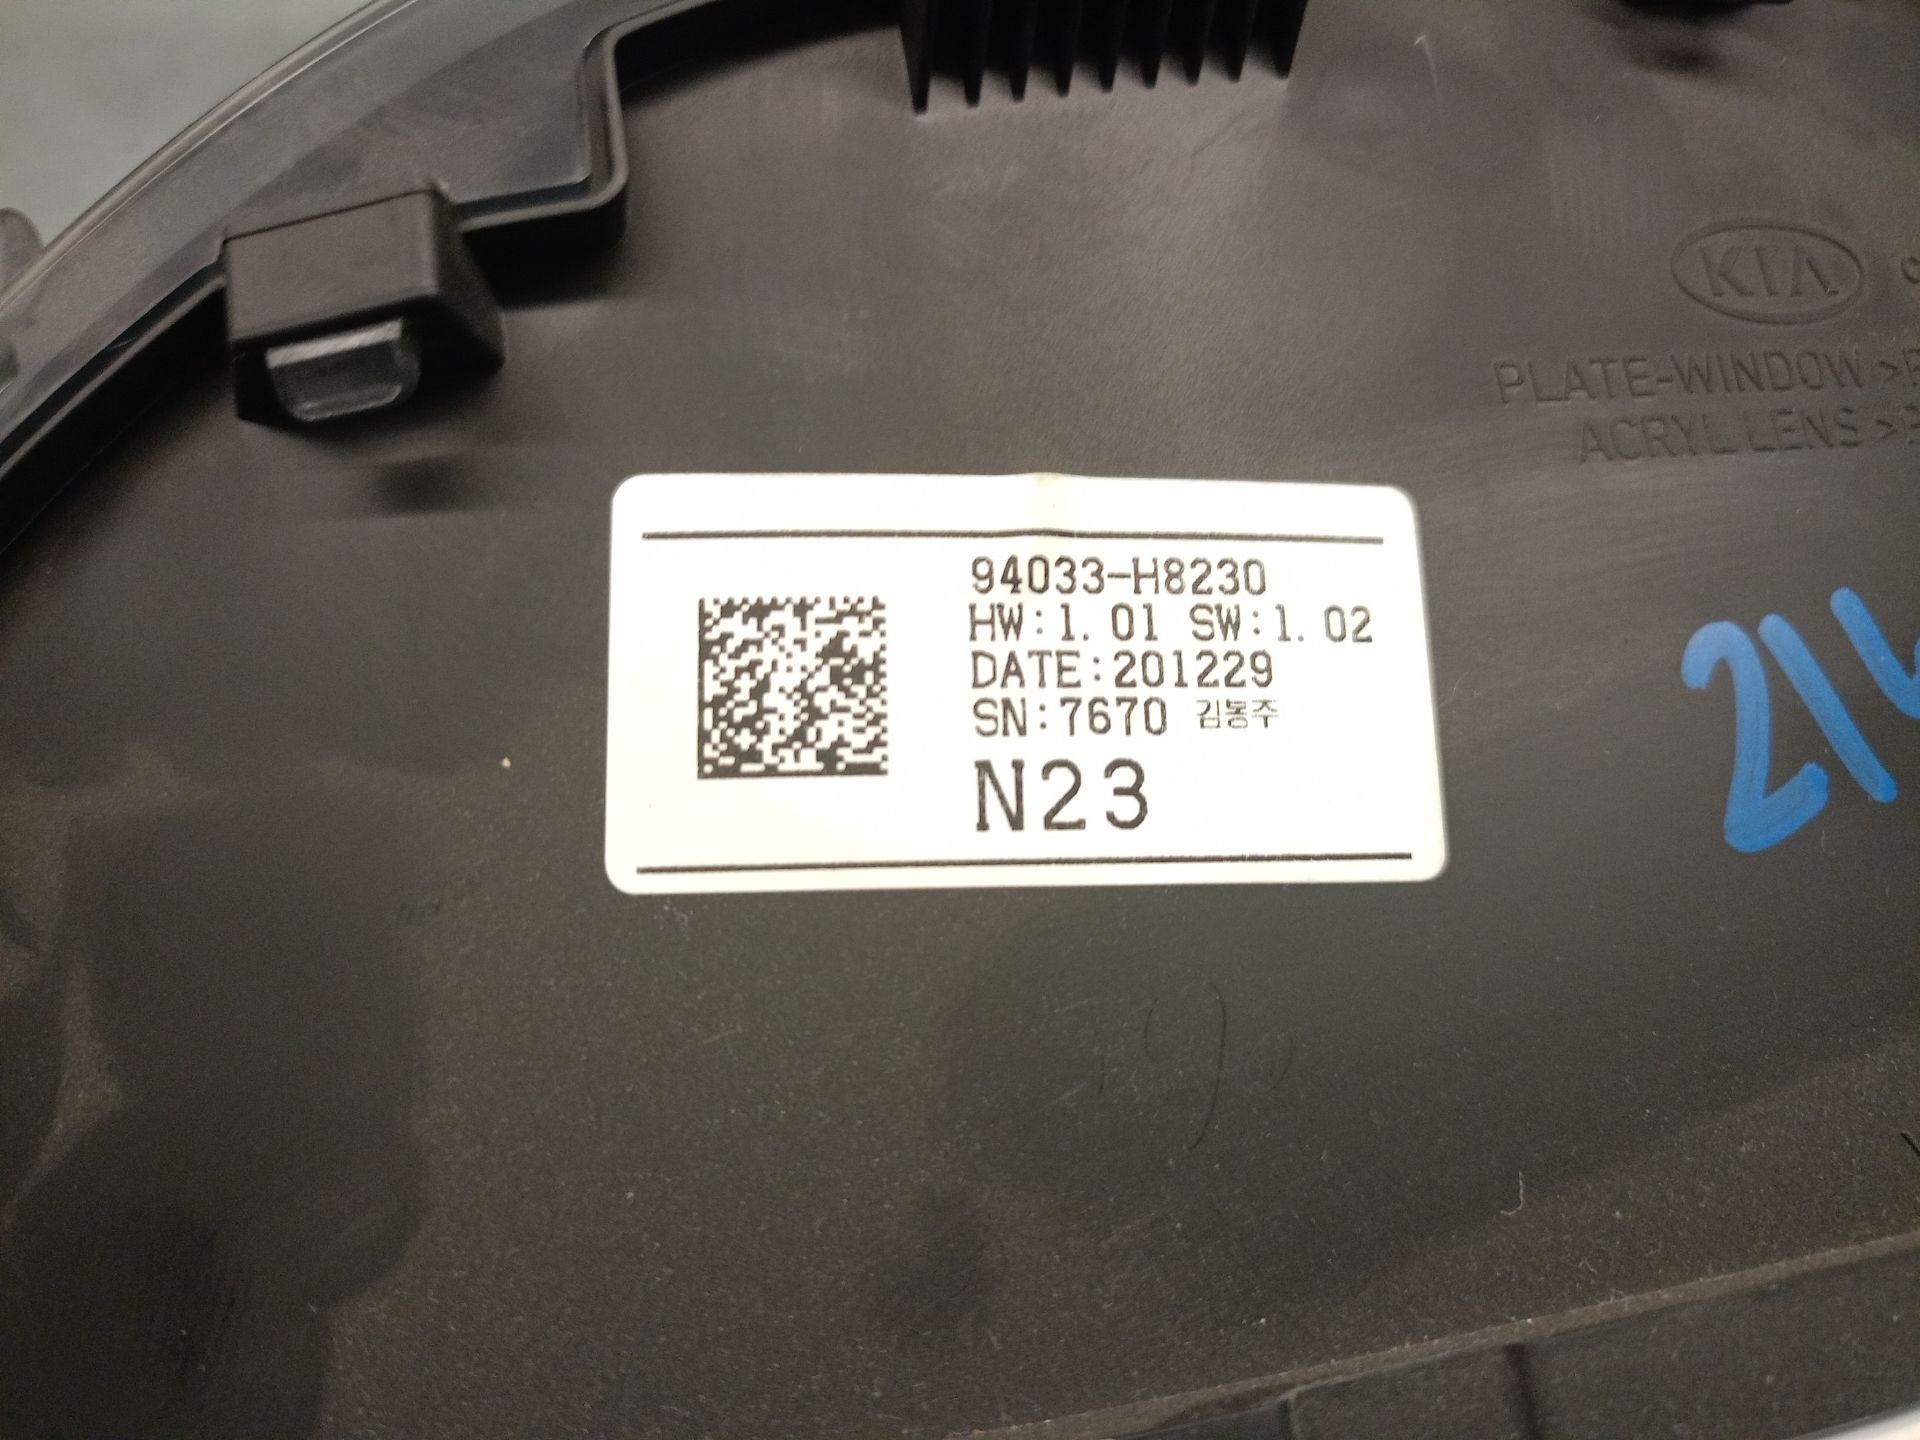 KIA
PLATE-WINDOW
ACRYL LENS
94033-H8230
HW:1. 01 SW:1. 02
DATE:201229
SN:7670 김봉주
N23